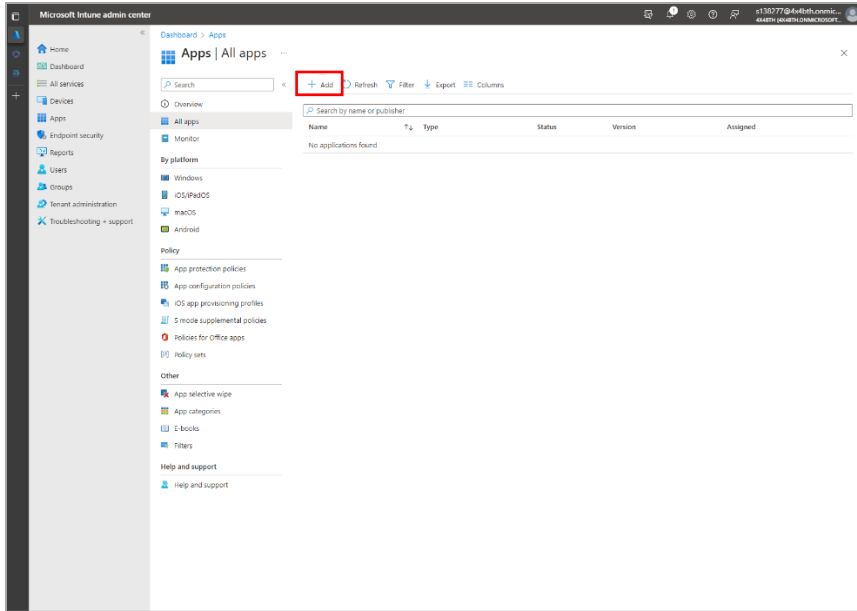 Microsoft Intune admin center
1
s138277@4x4bth.onmic...
4X4BTH (4X4BTH.ONMICROSOFT...
Home
Dashboard
All services
Devices
Apps
Endpoint security
Reports
Users
Groups
Tenant administration
Troubleshooting + support
Dashboard > Apps
Apps | All apps ...
Search
Overview
All apps
Monitor
By platform
Windows
iOS/iPadOS
macOS
Android
Policy
App protection policies
App configuration policies
iOS app provisioning profiles
S mode supplemental policies
Policies for Office apps
Policy sets
Other
App selective wipe
App categories
E-books
Filters
Help and support
Help and support
Add Refresh Filter Export Columns
Search by name or publisher
Name Type Status Version Assigned
No applications found